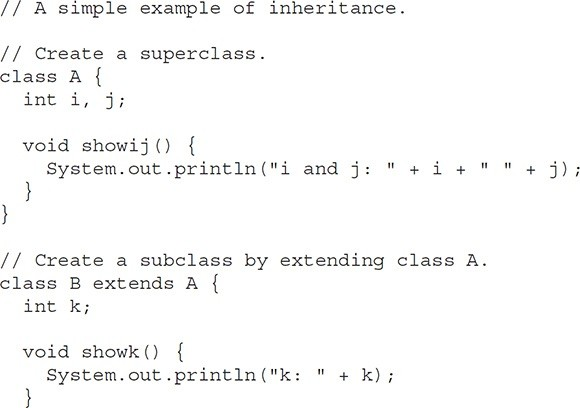 // A simple example of inheritance.

// Create a superclass.
class A {
  int i, j;

  void showij() {
    System.out.println("i and j: " + i + " " + j);
  }
}

// Create a subclass by extending class A.
class B extends A {
  int k;

  void showk() {
    System.out.println("k: " + k);
  }